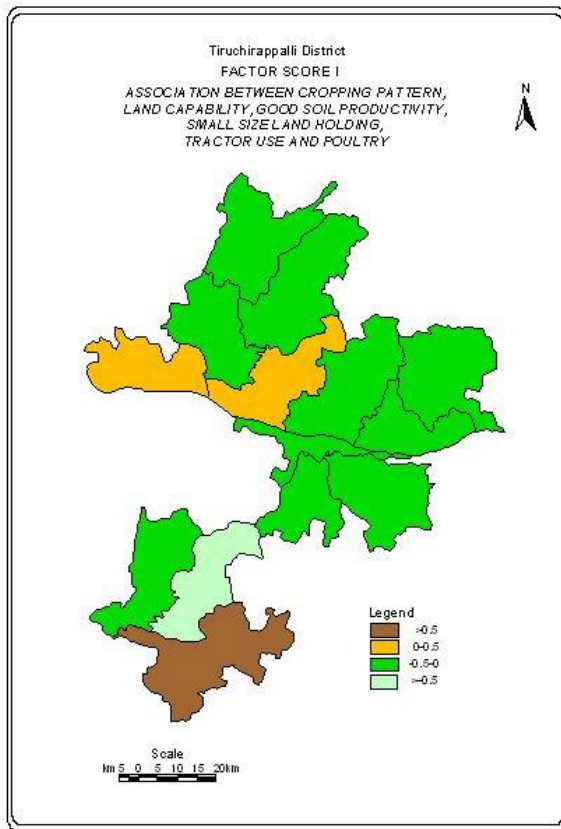 Tiruchirappalli District
FACTOR SCORE I
ASSOCIATION BETWEEN CROPPING PATTERN,
LAND CAPABILITY, GOOD SOIL PRODUCTIVITY,
SMALL SIZE LAND HOLDING,
TRACTOR USE AND POULTRY
N
Legend
>0.5
0-0.5
-0.5-0
>-0.5
Scale
km 5 0 5 10 15 20km